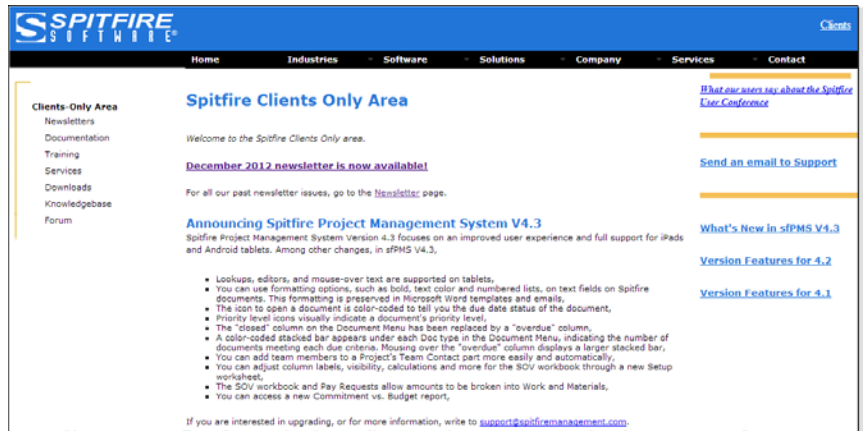 SPITFIRE
SOFTWARE®
Clients
Home Industries Software Solutions Company Services Contact
Clients-Only Area
Newsletters
Documentation
Training
Services
Downloads
Knowledgebase
Forum
Spitfire Clients Only Area
Welcome to the Spitfire Clients Only area.
December 2012 newsletter is now available!
For all our past newsletter issues, go to the Newsletter page.
Announcing Spitfire Project Management System V4.3
Spitfire Project Management System Version 4.3 focuses on an improved user experience and full support for iPads
and Android tablets. Among other changes, in sfPMS V4.3,
▪ Lookups, editors, and mouse-over text are supported on tablets,
▪ You can use formatting options, such as bold, text color and numbered lists, on text fields on Spitfire
documents. This formatting is preserved in Microsoft Word templates and emails,
▪ The icon to open a document is color-coded to tell you the due date status of the document,
▪ Priority level icons visually indicate a document's priority level,
▪ The "closed" column on the Document Menu has been replaced by a "overdue" column,
▪ A color-coded stacked bar appears under each Doc type in the Document Menu, indicating the number of
documents meeting each due criteria. Mousing over the "overdue" column displays a larger stacked bar,
▪ You can add team members to a Project's Team Contact part more easily and automatically,
▪ You can adjust column labels, visibility, calculations and more for the SOV workbook through a new Setup
worksheet,
▪ The SOV workbook and Pay Requests allow amounts to be broken into Work and Materials,
▪ You can access a new Commitment vs. Budget report,
If you are interested in upgrading, or for more information, write to support@spitfiremanagement.com.
What our users say about the Spitfire
User Conference
Send an email to Support
What's New in sfPMS V4.3
Version Features for 4.2
Version Features for 4.1